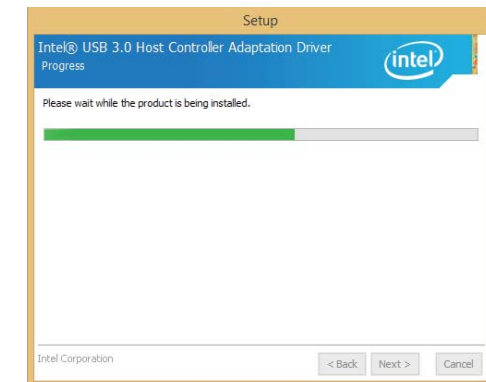 Setup
Intel® USB 3.0 Host Controller Adaptation Driver
Progress
intel
Please wait while the product is being installed.
Intel Corporation
< Back Next > Cancel